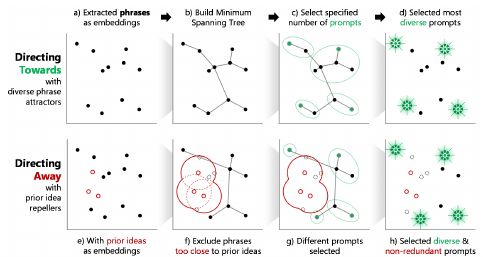 a) Extracted phrases
as embeddings
b) Build Minimum
Spanning Tree
c) Select specified
number of prompts
d) Selected most
diverse prompts
Directing
Towards
with
diverse phrase
attractors
Directing
Away
with
prior idea
repellers
e) With prior ideas
as embeddings
f) Exclude phrases
too close to prior ideas
g) Different prompts
selected
h) Selected diverse &
non-redundant prompts